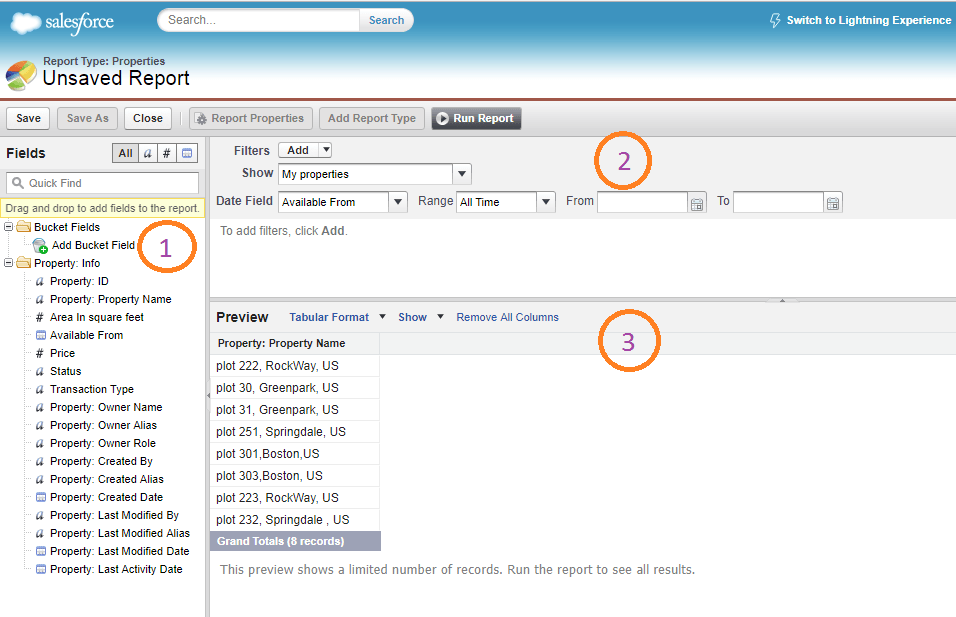 salesforce
Search...
Search
Switch to Lightning Experience
Report Type: Properties
Unsaved Report
Save
Save As
Close
Report Properties
Add Report Type
Run Report
Fields
All
a
#
Quick Find
Drag and drop to add fields to the report.
Bucket Fields
Add Bucket Field
1
Property: Info
a Property: ID
a Property: Property Name
# Area In square feet
Available From
# Price
a Status
a Transaction Type
a Property: Owner Name
a Property: Owner Alias
a Property: Owner Role
a Property: Created By
a Property: Created Alias
Property: Created Date
a Property: Last Modified By
a Property: Last Modified Alias
Property: Last Modified Date
Property: Last Activity Date
Filters Add
2
Show My properties
Date Field Available From Range All Time From To
To add filters, click Add.
Preview Tabular Format Show Remove All Columns
3
Property: Property Name
plot 222, RockWay, US
plot 30, Greenpark, US
plot 31, Greenpark, US
plot 251, Springdale, US
plot 301,Boston,US
plot 303,Boston, US
plot 223, RockWay, US
plot 232, Springdale , US
Grand Totals (8 records)
This preview shows a limited number of records. Run the report to see all results.